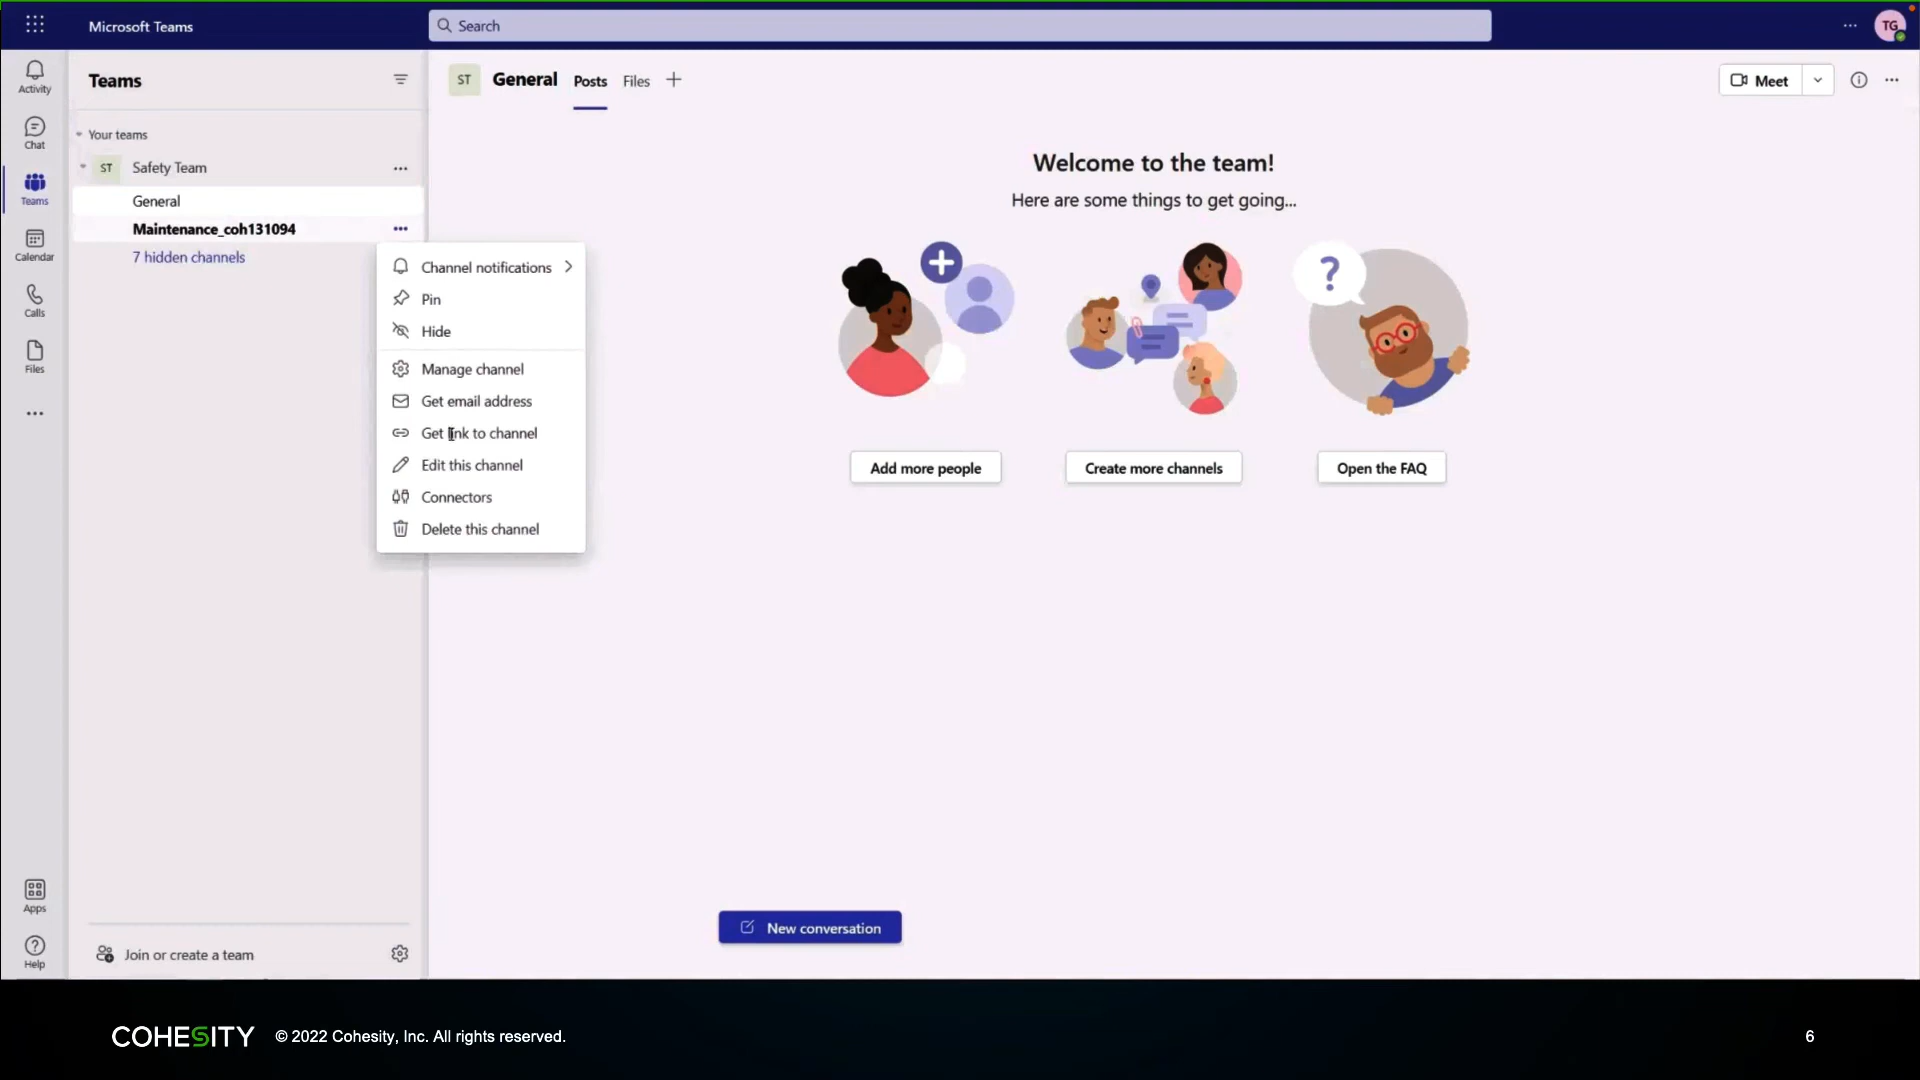 Microsoft Teams
Search
TG
Activity
Chat
Teams
Calendar
Calls
Files
Apps
Help
Teams
Your teams
ST Safety Team
General
Maintenance_coh131094
7 hidden channels
Channel notifications
Pin
Hide
Manage channel
Get email address
Get link to channel
Edit this channel
Connectors
Delete this channel
Join or create a team
ST General Posts Files
Meet
Welcome to the team!
Here are some things to get going...
Add more people
Create more channels
Open the FAQ
New conversation
COHESITY © 2022 Cohesity, Inc. All rights reserved.
6